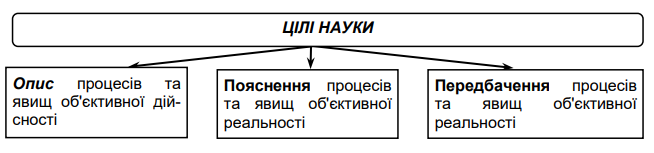 ЦІЛІ НАУКИ
Опис процесів та
явищ об'єктивної дій-
сності
Пояснення процесів
та явищ об'єктивної
реальності
Передбачення процесів
та явищ об'єктивної
реальності